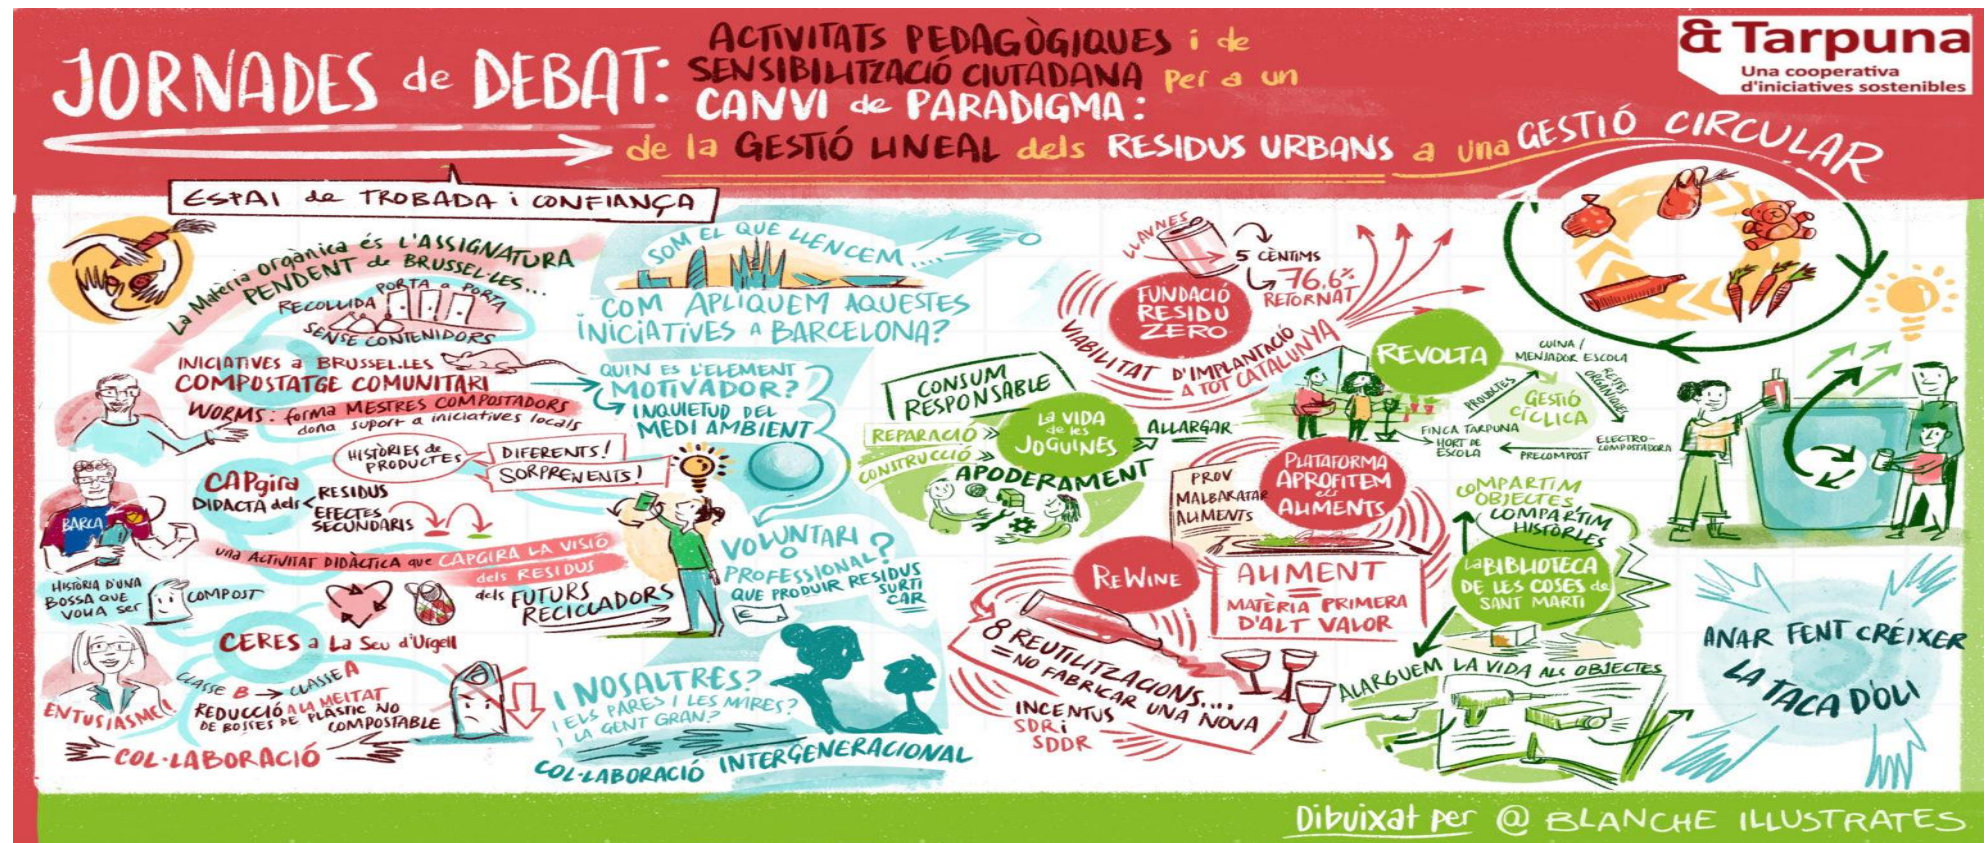 JORNADES de DEBAT:
ACTIVITATS PEDAGÒGIQUES i de
SENSIBILITZACIÓ CIUTADANA per a un
CANVI de PARADIGMA:
de la GESTIÓ LINEAL dels RESIDUS URBANS a una GESTIÓ CIRCULAR
& Tarpuna
Una cooperativa
d'iniciatives sostenibles
ESPAI de TROBADA i CONFIANÇA
La Matèria orgànica és L'ASSIGNATURA
PENDENT de BRUSSEL·LES...
RECOLLIDA PORTA a PORTA
SENSE CONTENIDORS
INICIATIVES a BRUSEL.LES
COMPOSTATGE COMUNITARI
WORMS: forma MESTRES COMPOSTADORS
dona suport a iniciatives locals
HISTÒRIES de
PRODUCTES
DIFERENTS!
SORPRENENTS!
CAPgira
DIDACTA dels
RESIDUS
EFECTES
SECUNDARIS
BARÇA
una ACTIVITAT DIDÀCTICA que CAPGIRA LA VISIÓ
dels RESIDUS
dels FUTURS
RECICLADORS
HISTÒRIA D'UNA
BOSSA QUE
VOLIA SER
COMPOST
CERES a La Seu d'Urgell
CLASSE B → CLASSE A
REDUCCIÓ A LA MEITAT
DE BOSSES DE PLÀSTIC NO
COMPOSTABLE
ENTUSIASME!
COL·LABORACIÓ
SOM EL QUE LLENCEM....
COM APLIQUEM AQUESTES
INICIATIVES A BARCELONA?
QUIN ES L'ELEMENT
MOTIVADOR?
INQUIETUD DEL
MEDI AMBIENT
VOLUNTARI
O
PROFESSIONAL?
QUE PRODUIR RESIDUS
SURTI
CAR
€
I NOSALTRES?
I ELS PARES I LES MARES?
I LA GENT GRAN?
COL·LABORACIÓ INTERGENERACIONAL
LLAVNES
5 CÈNTIMS
76,6%
RETORNAT
FUNDACIÓ
RESIDU
ZERO
VIABILITAT D'IMPLANTACIÓ
A TOT CATALUNYA
CONSUM
RESPONSABLE
REPARACIÓ
CONSTRUCCIÓ
La VIDA
de les
JOGUINES
ALLARGAR
APODERAMENT
REVOLTA
CUINA /
MENJADOR ESCOLA
RESTES
ORGÀNIQUES
PRODUCTES
GESTIÓ
CÍCLICA
FINCA TARPUNA
HORT DE
ESCOLA
PRECOMPOST
ELECTRO-
COMPOSTADORA
PROV
MALBARATAR
ALIMENTS
PLATAFORMA
APROFITEM
els
ALIMENTS
ALIMENT
=
MATÈRIA PRIMERA
D'ALT VALOR
REWINE
8 REUTILITZACIONS....
= NO FABRICAR UNA NOVA
INCENTIUS
SDR i
SDDR
COMPARTIM
OBJECTES,
COMPARTIM
HISTÒRIES
La BIBLIOTECA
DE LES COSES de
SANT MARTÍ
ALARGUEM LA VIDA ALS OBJECTES
ANAR FENT CRÉIXER
LA TACA D'OLI
Dibuixat per @ BLANCHE ILLUSTRATES